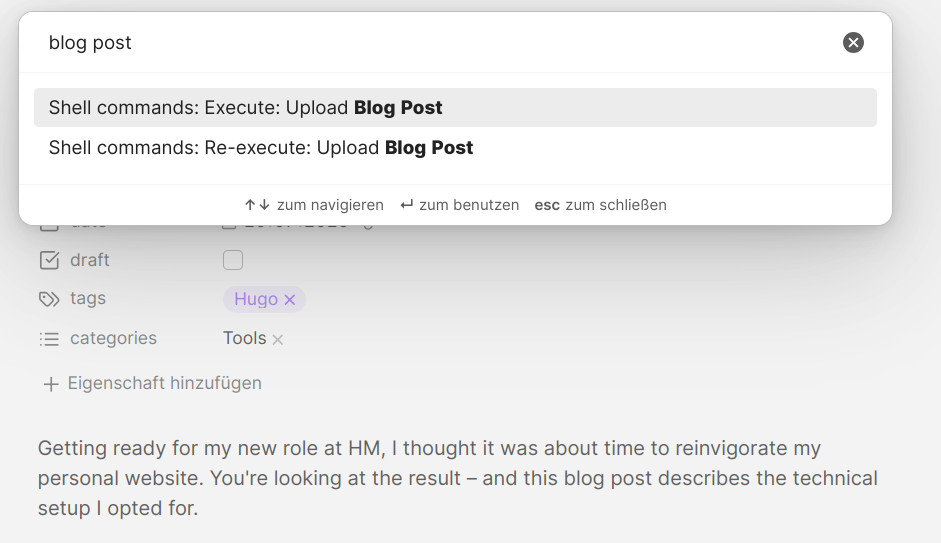 blog post
Shell commands: Execute: Upload Blog Post
Shell commands: Re-execute: Upload Blog Post
↑↓ zum navigieren ↵ zum benutzen esc zum schließen
draft
tags Hugo ×
categories Tools ×
+ Eigenschaft hinzufügen
Getting ready for my new role at HM, I thought it was about time to reinvigorate my
personal website. You're looking at the result – and this blog post describes the technical
setup I opted for.